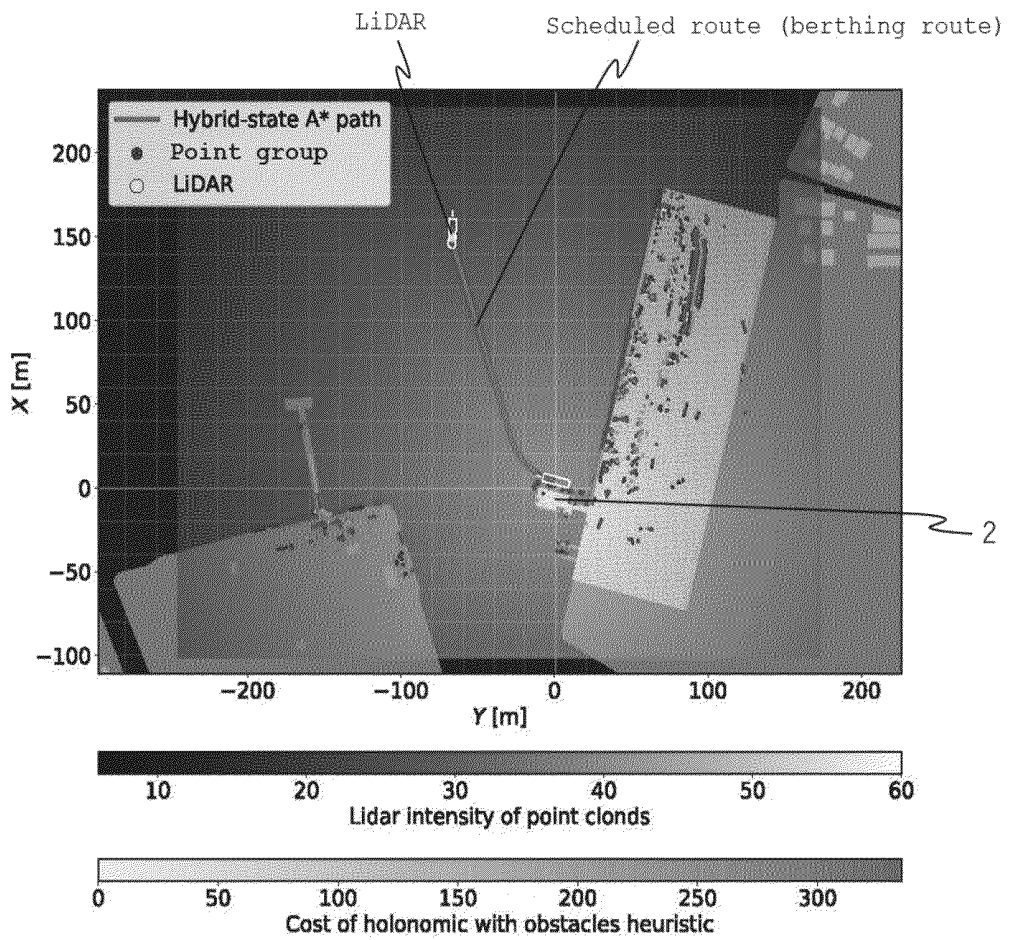 LiDAR
Scheduled route (berthing route)
Hybrid-state A* path
Point group
LiDAR
200
150
100
50
0
−50
−100
X [m]
2
−200 −100 0 100 200
Y [m]
10 20 30 40 50 60
Lidar intensity of point clonds
0 50 100 150 200 250 300
Cost of holonomic with obstacles heuristic